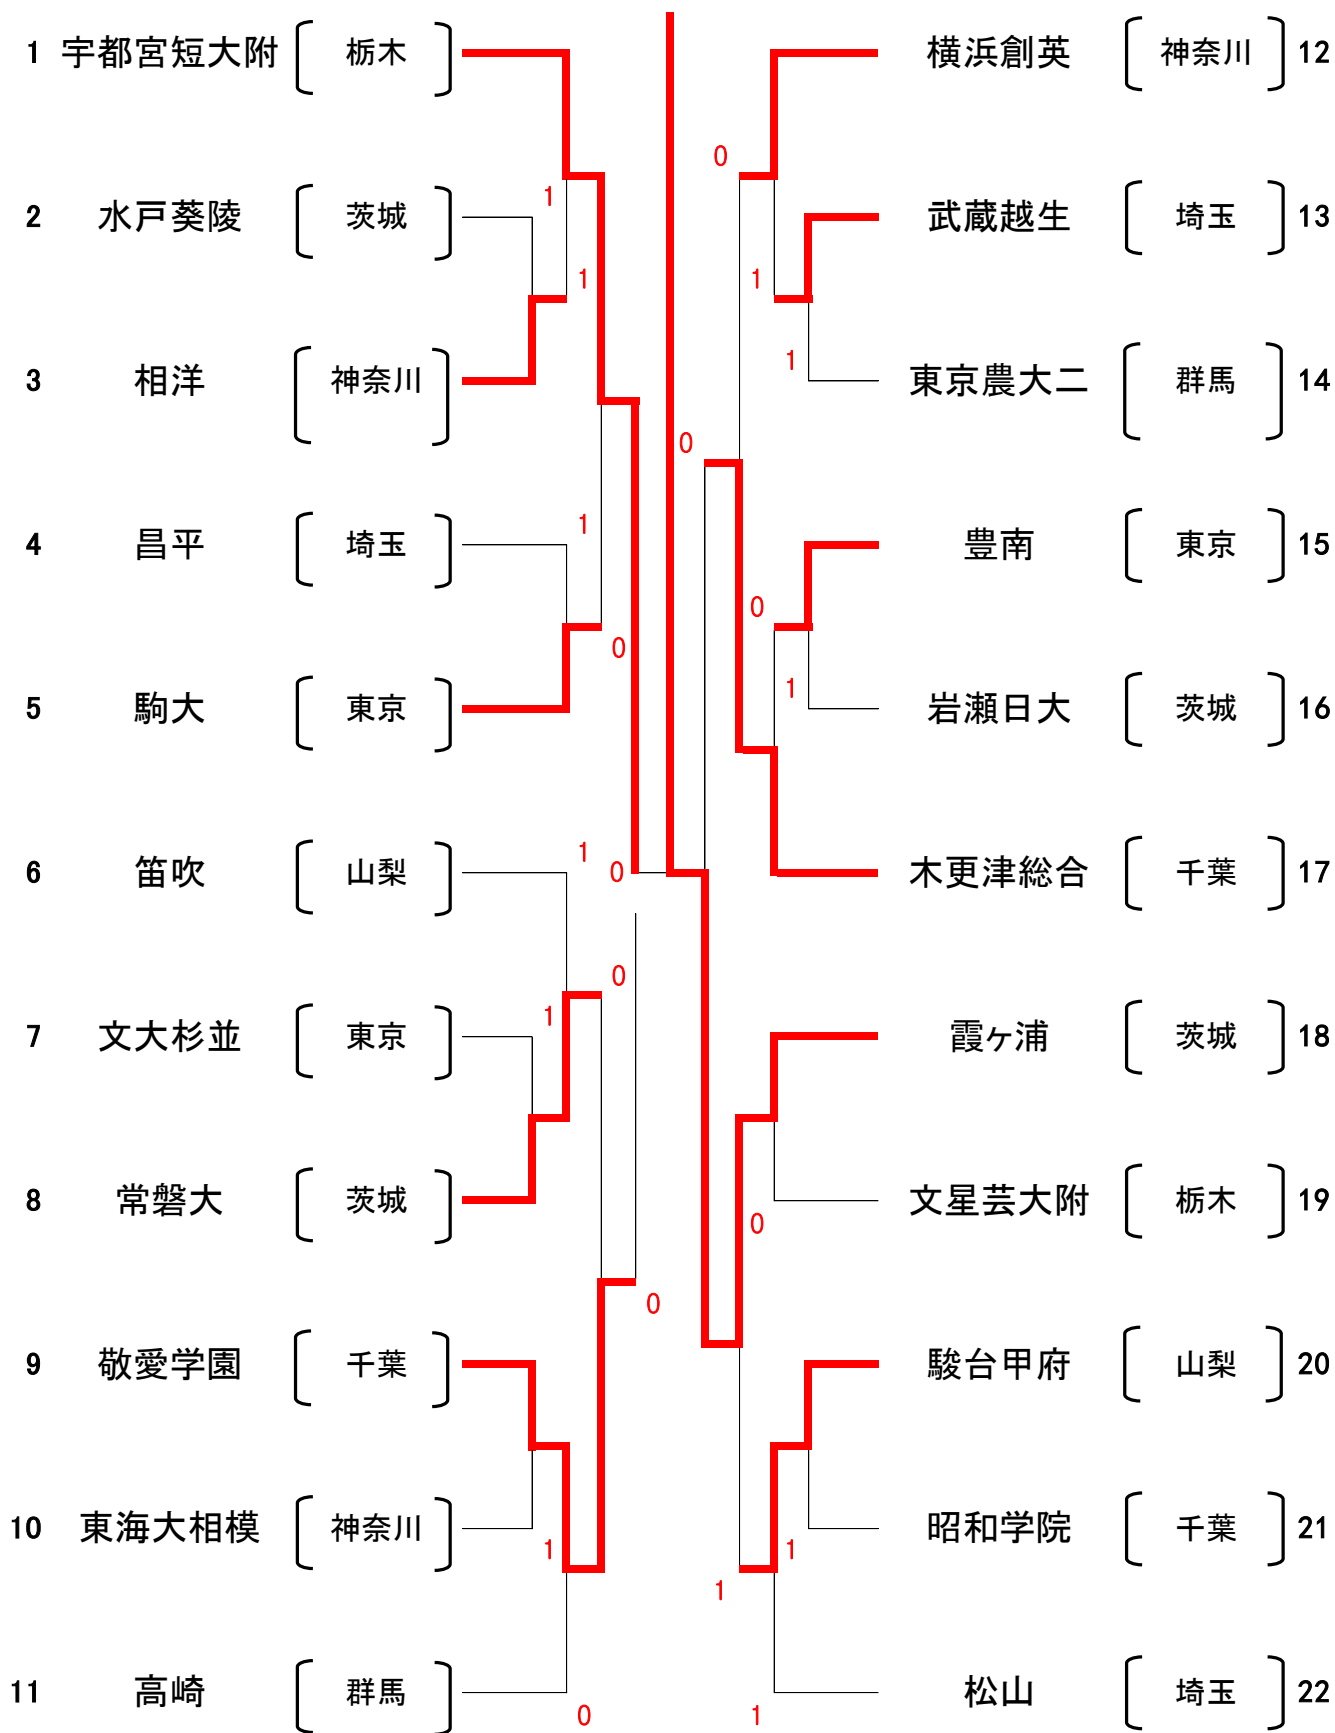 1 宇都宮短大附 栃木
横浜創英 神奈川 12
0
1
2 水戸葵陵 茨城
武蔵越生 埼玉 13
1
1
1
3 相洋 神奈川
東京農大二 群馬 14
0
1
4 昌平 埼玉
豊南 東京 15
0
0
1
5 駒大 東京
岩瀬日大 茨城 16
1
0
6 笛吹 山梨
木更津総合 千葉 17
0
1
7 文大杉並 東京
霞ヶ浦 茨城 18
8 常磐大 茨城
文星芸大附 栃木 19
0
0
9 敬愛学園 千葉
駿台甲府 山梨 20
10 東海大相模 神奈川
昭和学院 千葉 21
1
1
1
11 高崎 群馬
松山 埼玉 22
0
1